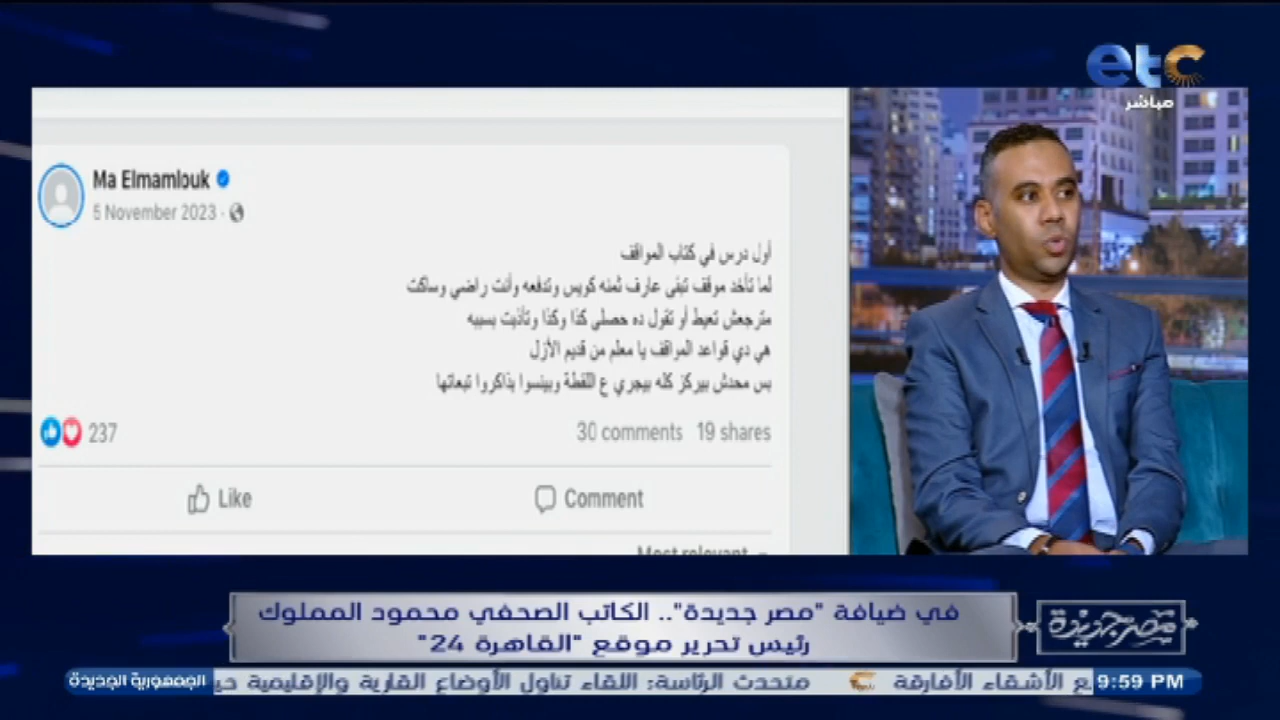 etc
مباشر
Ma Elmamlouk
5 November 2023 ·
أول درس في كتاب المواقف
لما تأخد موقف تبقى عارف ثمنه كويس وتدفعه وأنت راضي وساكت
مترجعش تعيط أو تقول ده حصلي كذا وكذا وتأذيت بسببه
هي دي قواعد المواقف يا معلم من قديم الأزل
بس محدش بيركز كله بيجري ع اللقطة وبينسوا يذاكروا تبعاتها
237
30 comments 19 shares
Like
Comment
Most relevant
في ضيافة "مصر جديدة".. الكاتب الصحفي محمود المملوك
رئيس تحرير موقع "القاهرة 24"
مصر جديدة
9:59 PM
ع الأشقاء الأفارقة
متحدث الرئاسة: اللقاء تناول الأوضاع القارية والإقليمية حي
الجمهورية الجديدة